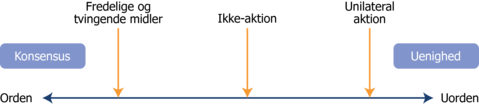 Fredelige og
tvingende midler
Ikke-aktion
Unilateral
aktion
Konsensus
Uenighed
Orden
Uorden